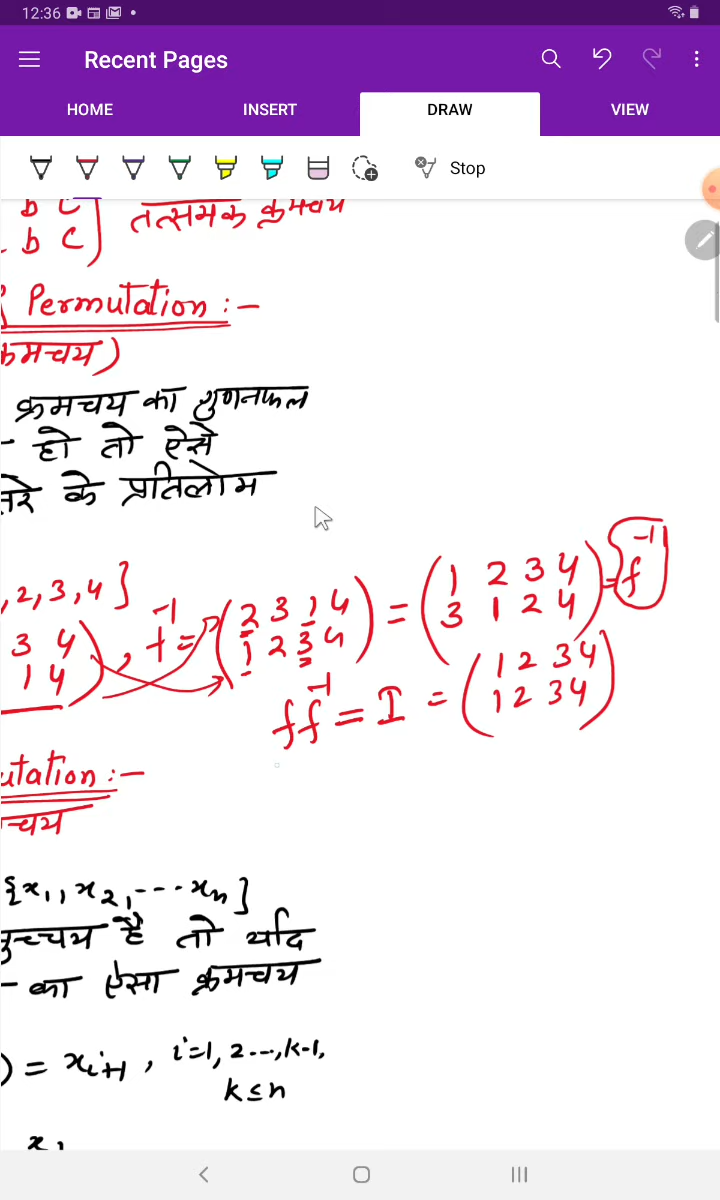 12:36
Recent Pages
HOME INSERT DRAW VIEW
Stop
b c
b c ] तत्समक क्रमचय
Permutation :-
क्रमचय)
क्रमचय का गुणनफल
- हो तो ऐसे
के प्रतिलोम
, 2, 3, 4 }
3 4
1 4 ) , f⁻¹ = ( 2 3 1 4
1 2 3 4 ) = ( 1 2 3 4
3 1 2 4 ) = f⁻¹
f f⁻¹ = I = ( 1 2 3 4
1 2 3 4 )
utation :-
चय
{x₁, x₂, --- xₙ }
मुच्चय है तो यदि
- का ऐसा क्रमचय
) = xᵢ₊₁ , i=1, 2---, k-1,
k ≤ n